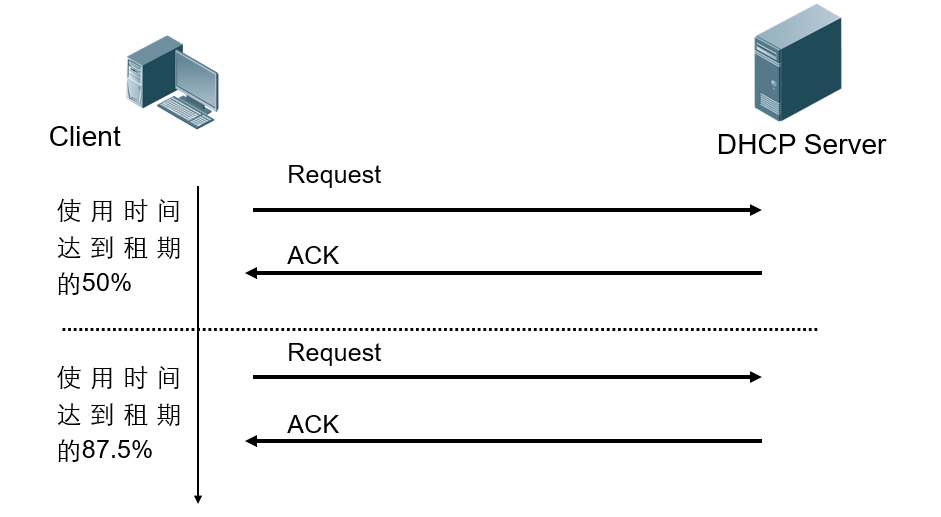 Client
DHCP Server
Request
使用时间
达到租期
的50%
ACK
Request
使用时间
达到租期
的87.5%
ACK